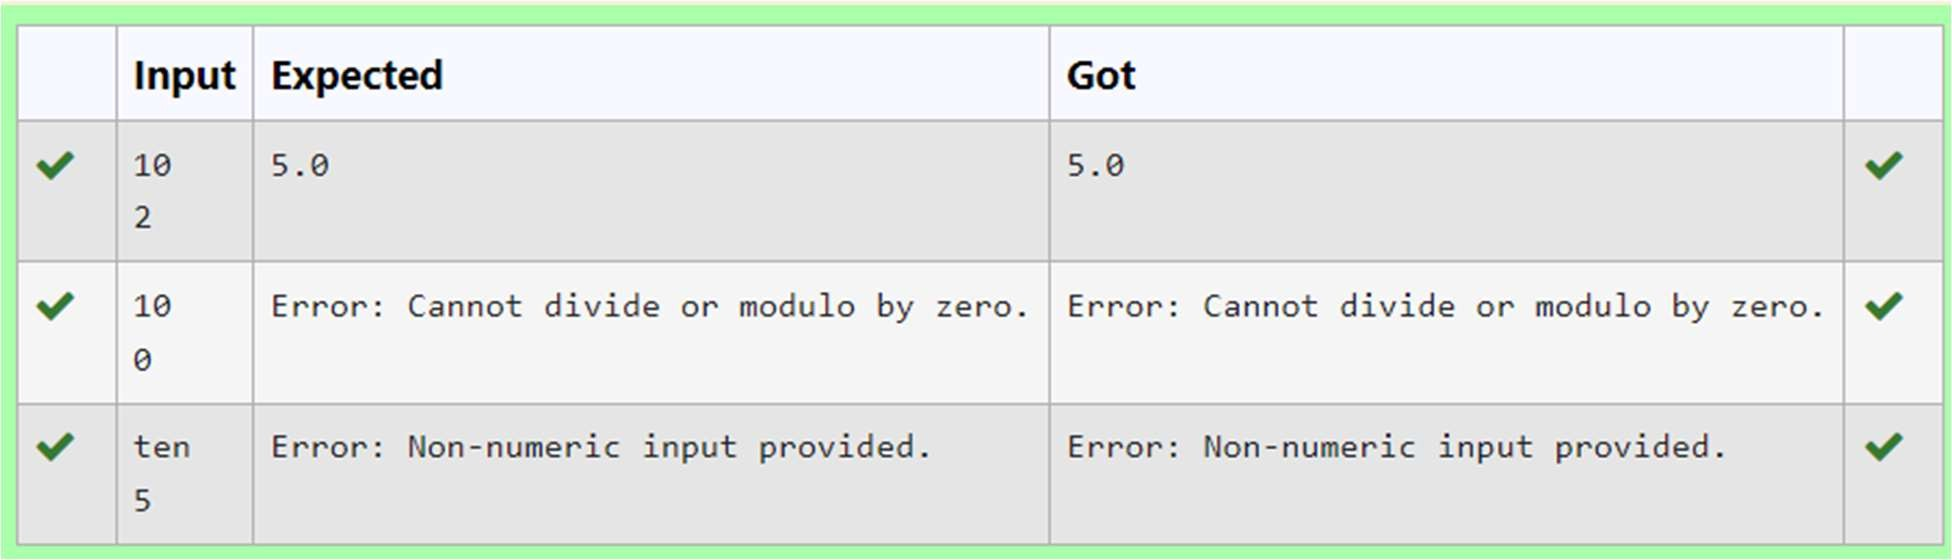 Input Expected Got
10 5.0 5.0
2
10 Error: Cannot divide or modulo by zero. Error: Cannot divide or modulo by zero.
0
ten Error: Non-numeric input provided. Error: Non-numeric input provided.
5